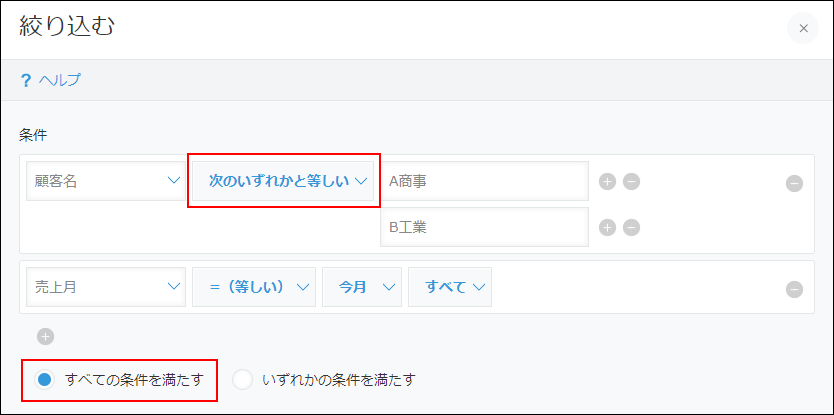 絞り込む
? ヘルプ
条件
顧客名 次のいずれかと等しい A商事
B工業
売上月 =（等しい） 今月 すべて
すべての条件を満たす いずれかの条件を満たす